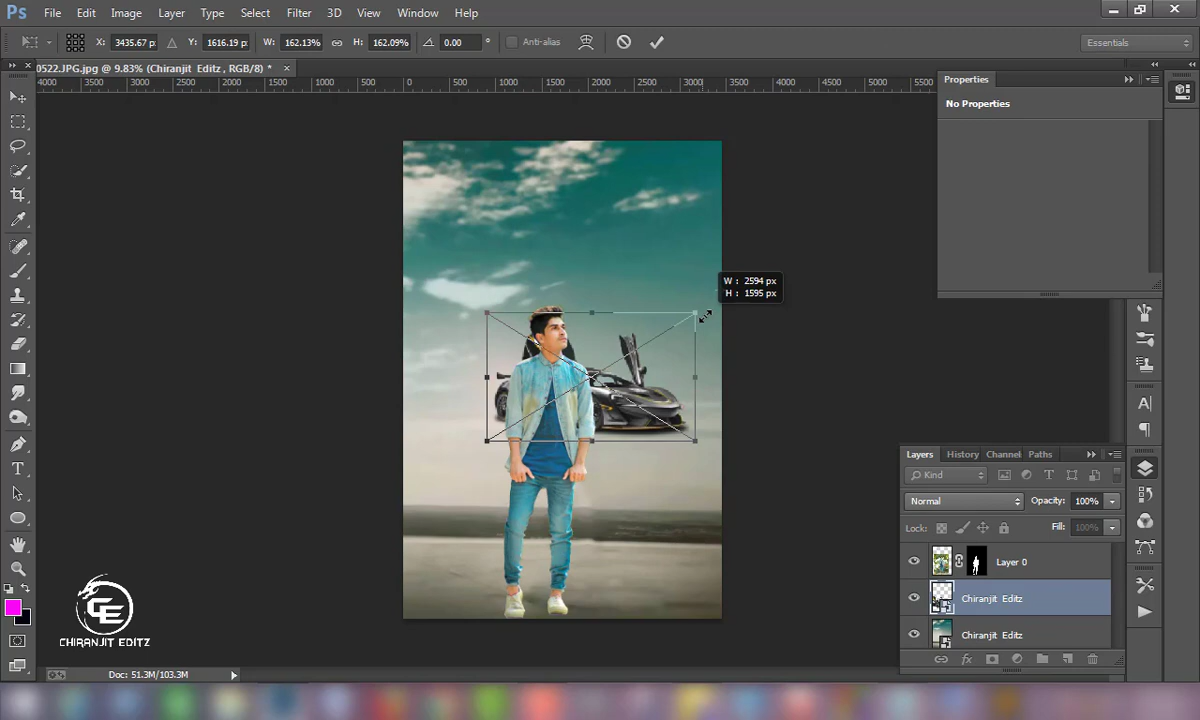 Ps File Edit Image Layer Type Select Filter 3D View Window Help
X: 3435.67 p: Y: 1616.19 p: W: 162.13% H: 162.09% 0.00 ° Anti-alias Essentials
0522.JPG.jpg @ 9.83% (Chiranjit Editz , RGB/8) * ×
4000 3500 3000 2500 2000 1500 1000 500 0 500 1000 1500 2000 2500 3000 3500 4000 4500 5000 5500
Properties
No Properties
W : 2594 px
H : 1595 px
Layers History Channel Paths
Kind
Normal Opacity: 100%
Lock: Fill: 100%
Layer 0
Chiranjit Editz
Chiranjit Editz
fx
CE
CHIRANJIT EDITZ
Doc: 51.3M/103.3M